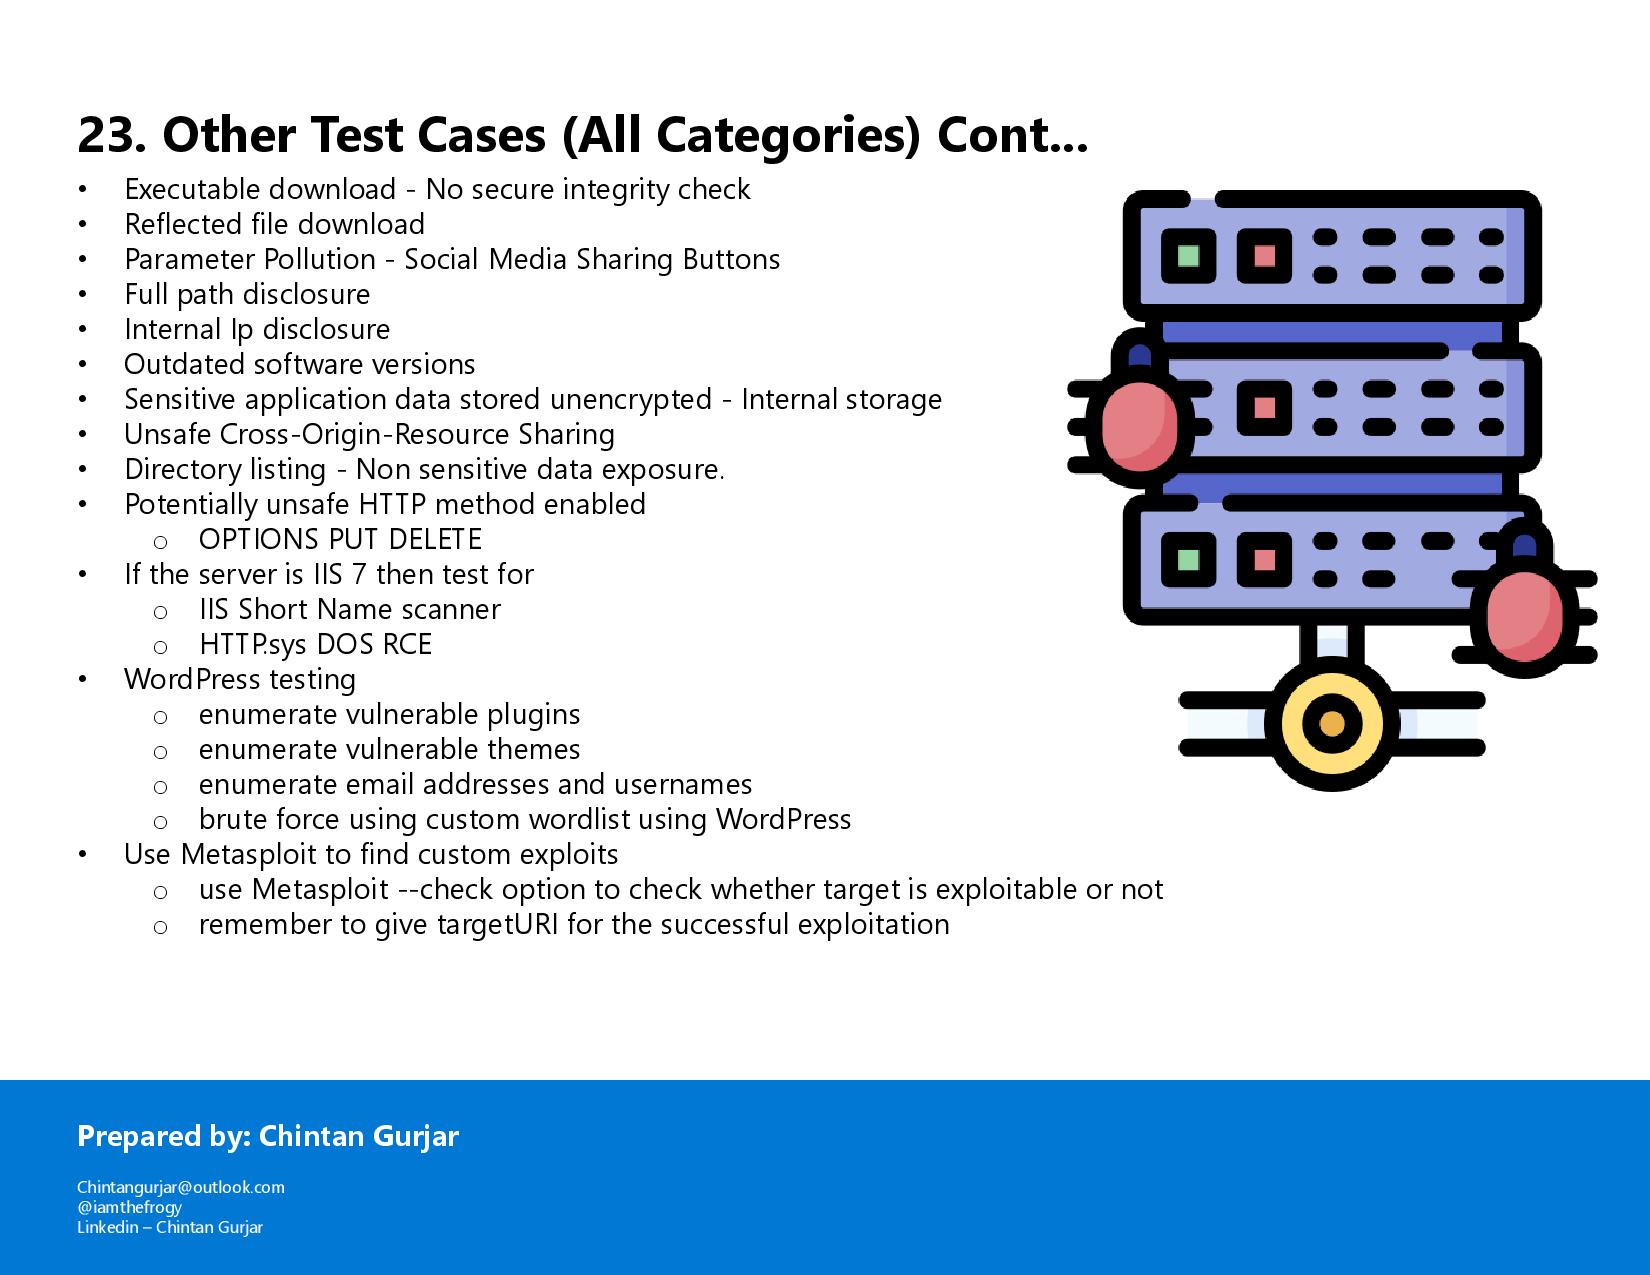 23. Other Test Cases (All Categories) Cont...
• Executable download - No secure integrity check
• Reflected file download
• Parameter Pollution - Social Media Sharing Buttons
• Full path disclosure
• Internal Ip disclosure
• Outdated software versions
• Sensitive application data stored unencrypted - Internal storage
• Unsafe Cross-Origin-Resource Sharing
• Directory listing - Non sensitive data exposure.
• Potentially unsafe HTTP method enabled
o OPTIONS PUT DELETE
• If the server is IIS 7 then test for
o IIS Short Name scanner
o HTTP.sys DOS RCE
• WordPress testing
o enumerate vulnerable plugins
o enumerate vulnerable themes
o enumerate email addresses and usernames
o brute force using custom wordlist using WordPress
• Use Metasploit to find custom exploits
o use Metasploit --check option to check whether target is exploitable or not
o remember to give targetURI for the successful exploitation
Prepared by: Chintan Gurjar
Chintangurjar@outlook.com
@iamthefrogy
Linkedin – Chintan Gurjar